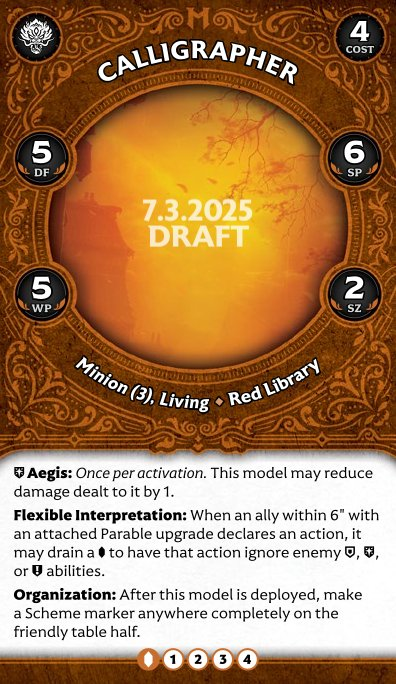 4
COST
CALLIGRAPHER
5
DF
6
SP
7.3.2025
DRAFT
5
WP
2
SZ
Minion (3), Living ⬥ Red Library
Aegis: Once per activation. This model may reduce
damage dealt to it by 1.
Flexible Interpretation: When an ally within 6" with
an attached Parable upgrade declares an action, it
may drain a to have that action ignore enemy , ,
or abilities.
Organization: After this model is deployed, make
a Scheme marker anywhere completely on the
friendly table half.
1 2 3 4